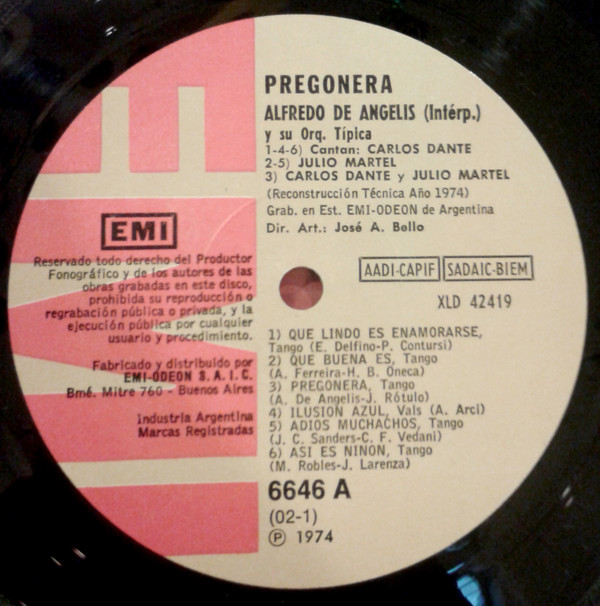 PREGONERA
ALFREDO DE ANGELIS (Intérp.)
y su Orq. Típica
1-4-6) Cantan: CARLOS DANTE
2-5) JULIO MARTEL
3) CARLOS DANTE y JULIO MARTEL
(Reconstrucción Técnica Año 1974)
Grab. en Est. EMI-ODEON de Argentina
Dir. Art.: José A. Bello
EMI
Reservado todo derecho del Productor
Fonográfico y de los autores de las
obras grabadas en este disco,
prohibida su reproducción o
regrabación pública o privada, y la
ejecución pública por cualquier
usuario y procedimiento.
Fabricado y distribuido por
EMI-ODEON S.A.I.C.
Bmé. Mitre 760 - Buenos Aires
Industria Argentina
Marcas Registradas
AADI-CAPIF SADAIC-BIEM
XLD 42419
1) QUE LINDO ES ENAMORARSE,
Tango (E. Delfino-P. Contursi)
2) QUE BUENA ES, Tango
(A. Ferreira-H. B. Oneca)
3) PREGONERA, Tango
(A. De Angelis-J. Rótulo)
4) ILUSION AZUL, Vals (A. Arci)
5) ADIOS MUCHACHOS, Tango
(J. C. Sanders-C. F. Vedani)
6) ASI ES NINON, Tango
(M. Robles-J. Larenza)
6646 A
(02-1)
Ⓟ 1974